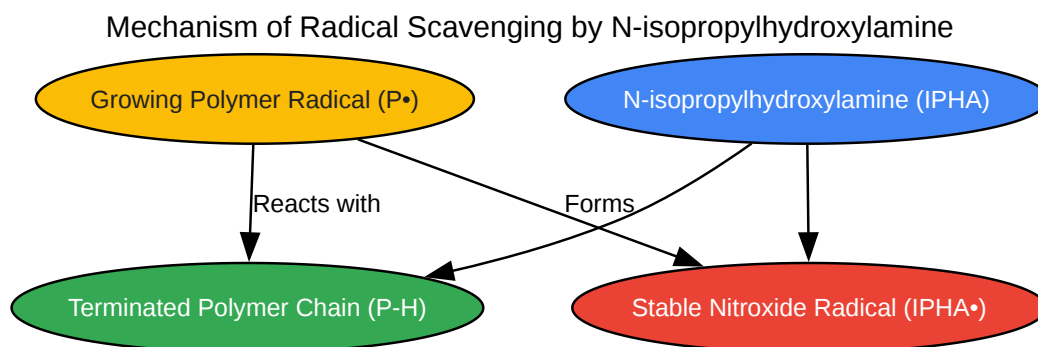 Mechanism of Radical Scavenging by N-isopropylhydroxylamine
Growing Polymer Radical (P•)
N-isopropylhydroxylamine (IPHA)
Reacts with
Forms
Terminated Polymer Chain (P-H)
Stable Nitroxide Radical (IPHA•)